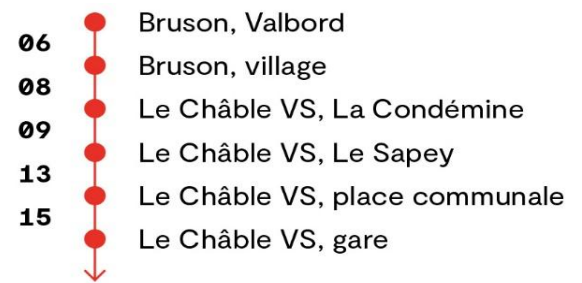 Bruson, Valbord
06
Bruson, village
08
Le Châble VS, La Condémine
09
Le Châble VS, Le Sapey
13
Le Châble VS, place communale
15
Le Châble VS, gare